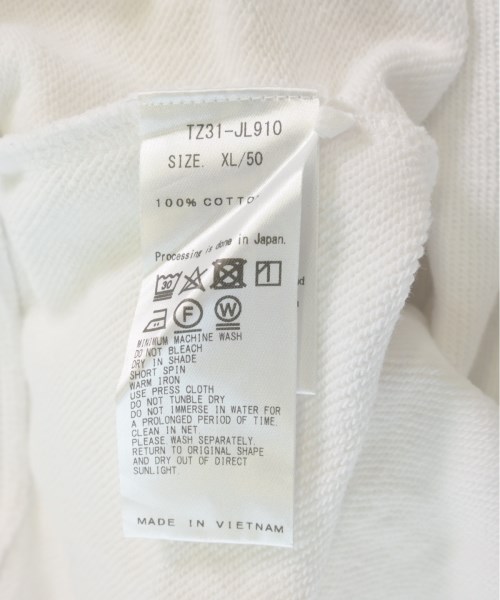 TZ31-JL910
SIZE. XL/50
100% COTTO
Processing is done in Japan.
30
F W
MINIMUM MACHINE WASH
DO NOT BLEACH
DRY IN SHADE
SHORT SPIN
WARM IRON
USE PRESS CLOTH
DO NOT TUNBLE DRY
DO NOT IMMERSE IN WATER FOR
A PROLONGED PERIOD OF TIME.
CLEAN IN NET.
PLEASE WASH SEPARATELY.
RETURN TO ORIGINAL SHAPE
AND DRY OUT OF DIRECT
SUNLIGHT
MADE IN VIETNAM